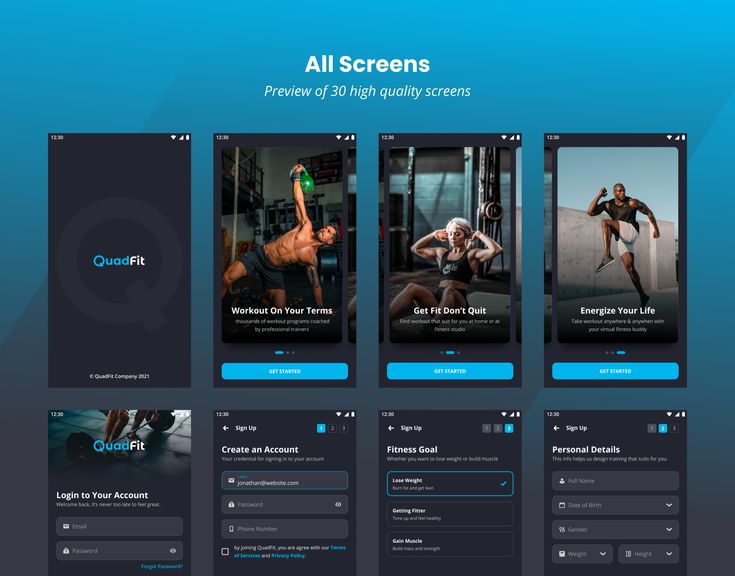 All Screens
Preview of 30 high quality screens
12:30
QuadFit
© QuadFit Company 2021
12:30
Workout On Your Terms
thousands of workout programs coached
by professional trainers
GET STARTED
12:30
Get Fit Don't Quit
Find workout that suit for you at home or at
fitness studio
GET STARTED
12:30
Energize Your Life
Take workout anywhere & anywhen with
your virtual fitness buddy
GET STARTED
12:30
QuadFit
Login to Your Account
Welcome back, it's never too late to feel great.
Email
Password
Forgot Password?
12:30
Sign Up
1 2 3
Create an Account
Your credential for signing in to your account
jonathan@website.com
Password
Phone Number
by joining QuadFit, you are agree with our Terms
of Services and Privacy Policy.
12:30
Sign Up
1 2 3
Fitness Goal
Whether you want to lose weight or build muscle
Lose Weight
Burn fat and get lean
Getting Fitter
Tone up and feel healthy
Gain Muscle
Build mass and strength
12:30
Sign Up
1 2 3
Personal Details
This info helps us design training that suits for you
Full Name
Date of Birth
Gender
Weight
Height